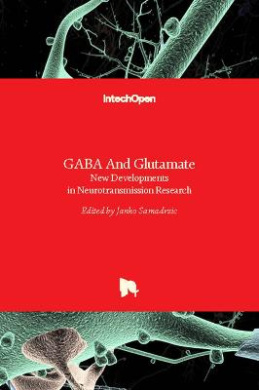 IntechOpen
GABA And Glutamate
New Developments
in Neurotransmission Research
Edited by Janko Samardzic